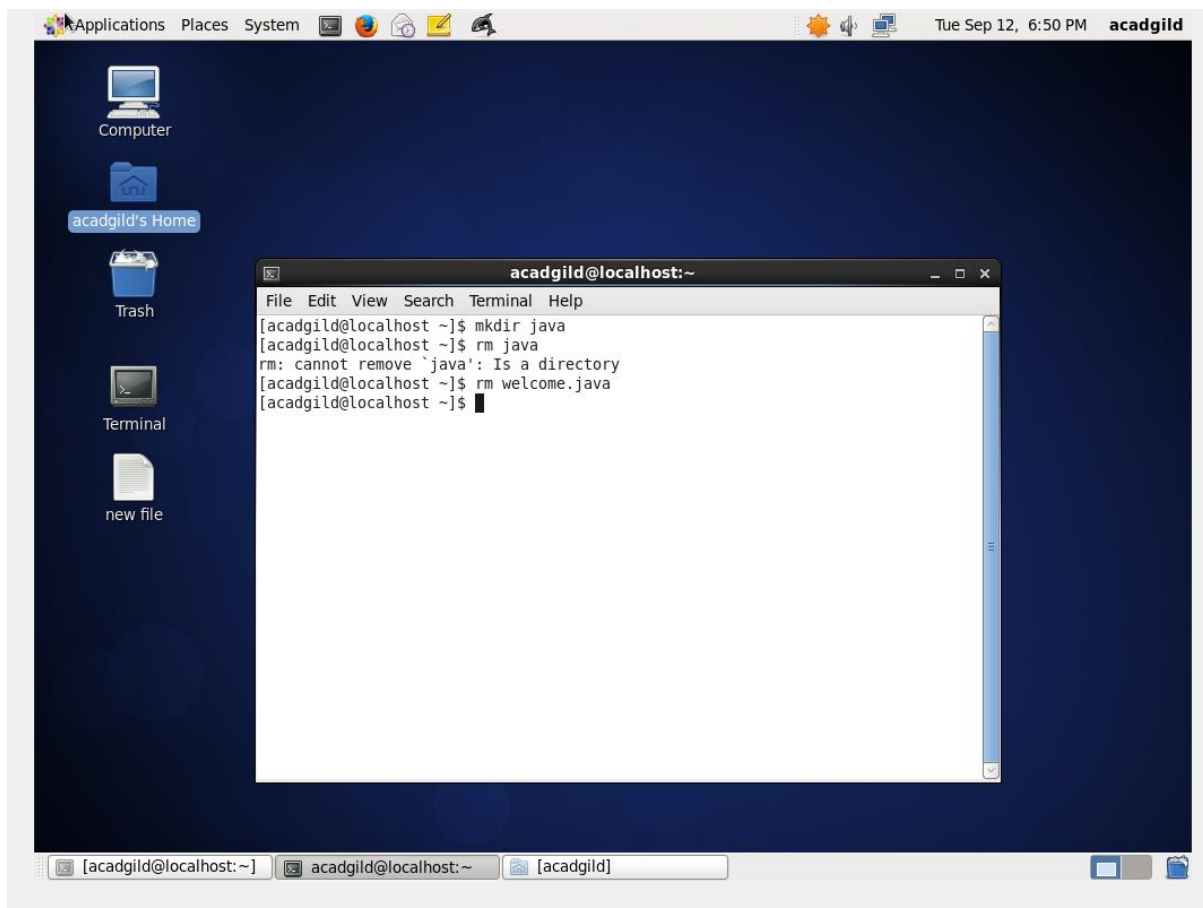 Applications Places System Tue Sep 12, 6:50 PM acadgild
Computer
acadgild's Home
Trash
Terminal
new file
acadgild@localhost:~
File Edit View Search Terminal Help
[acadgild@localhost ~]$ mkdir java
[acadgild@localhost ~]$ rm java
rm: cannot remove `java': Is a directory
[acadgild@localhost ~]$ rm welcome.java
[acadgild@localhost ~]$
[acadgild@localhost:~] acadgild@localhost:~ [acadgild]